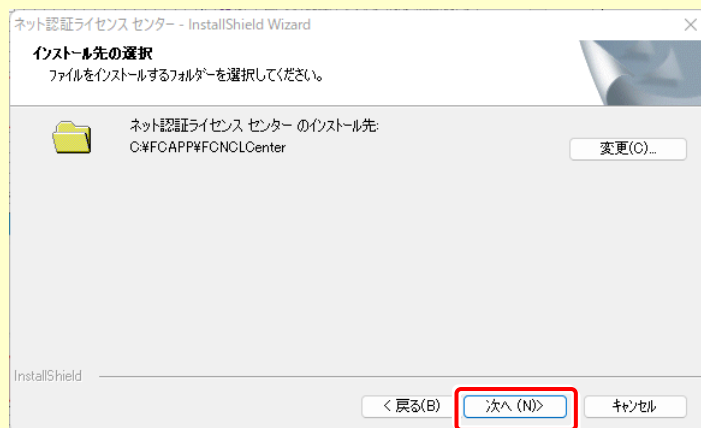 ネット認証ライセンス センター - InstallShield Wizard
インストール先の選択
ファイルをインストールするフォルダーを選択してください。
ネット認証ライセンス センター のインストール先:
C:¥FCAPP¥FCNCLCenter
変更(C)...
InstallShield
< 戻る(B)
次へ (N)>
キャンセル